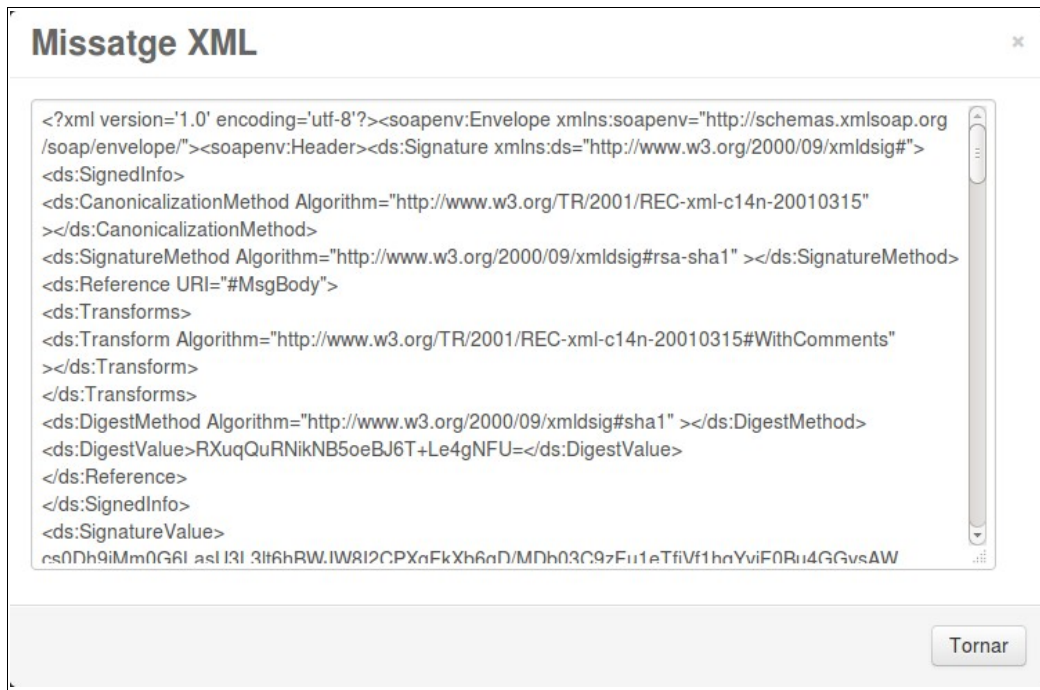 Missatge XML
×
<?xml version='1.0' encoding='utf-8'?><soapenv:Envelope xmlns:soapenv="http://schemas.xmlsoap.org
/soap/envelope/"><soapenv:Header><ds:Signature xmlns:ds="http://www.w3.org/2000/09/xmldsig#">
<ds:SignedInfo>
<ds:CanonicalizationMethod Algorithm="http://www.w3.org/TR/2001/REC-xml-c14n-20010315"
></ds:CanonicalizationMethod>
<ds:SignatureMethod Algorithm="http://www.w3.org/2000/09/xmldsig#rsa-sha1" ></ds:SignatureMethod>
<ds:Reference URI="#MsgBody">
<ds:Transforms>
<ds:Transform Algorithm="http://www.w3.org/TR/2001/REC-xml-c14n-20010315#WithComments"
></ds:Transform>
</ds:Transforms>
<ds:DigestMethod Algorithm="http://www.w3.org/2000/09/xmldsig#sha1" ></ds:DigestMethod>
<ds:DigestValue>RXuqQuRNikNB5oeBJ6T+Le4gNFU=</ds:DigestValue>
</ds:Reference>
</ds:SignedInfo>
<ds:SignatureValue>
Tornar